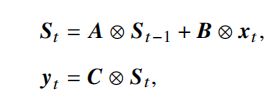 S_t = A ⊗ S_{t−1} + B ⊗ x_t,
y_t = C ⊗ S_t,